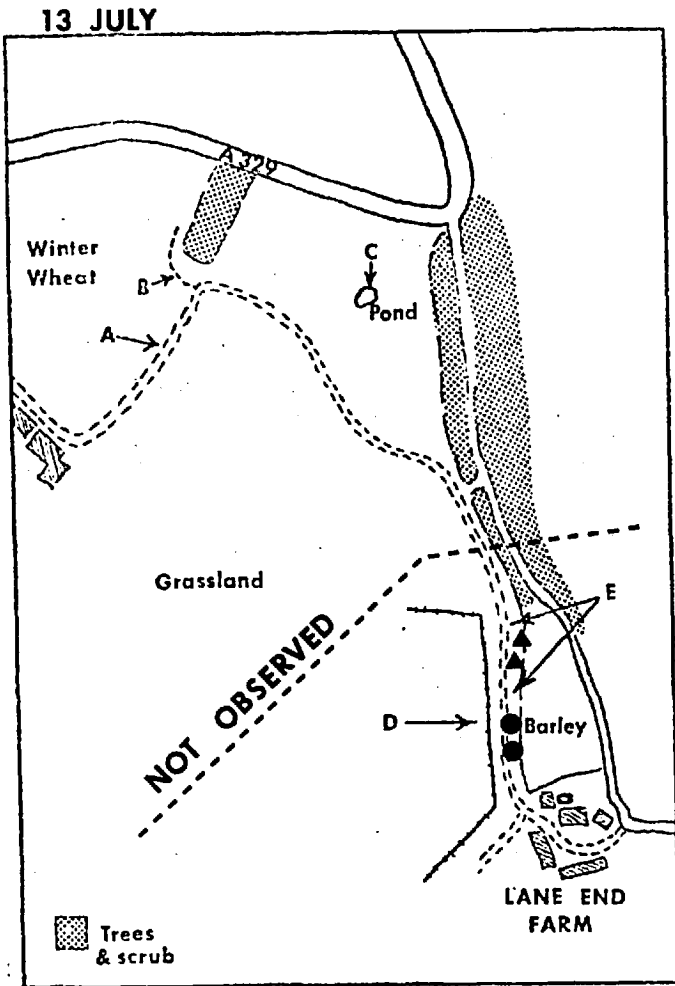 13 JULY
A 329
Winter
Wheat
B
C
Pond
A
Grassland
E
NOT OBSERVED
D
Barley
LANE END
FARM
Trees
& scrub